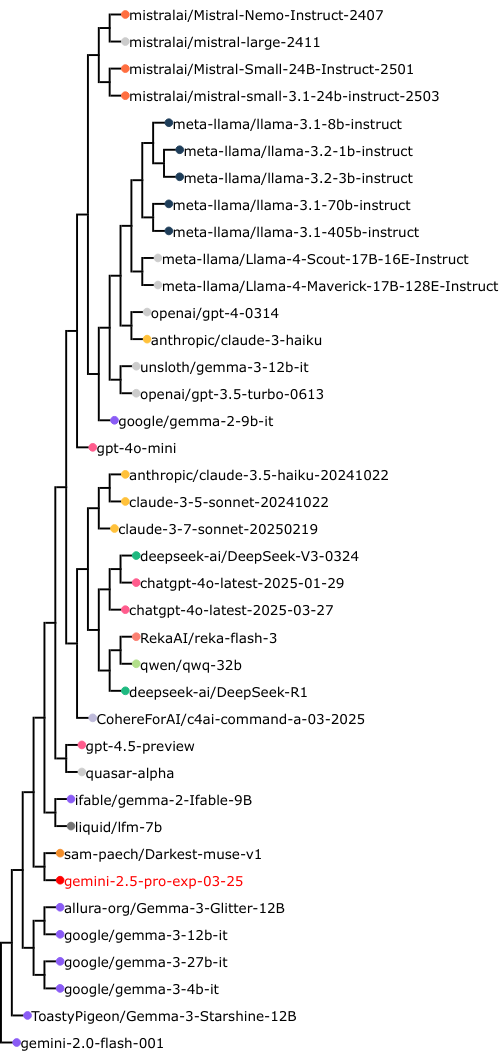 mistralai/Mistral-Nemo-Instruct-2407
mistralai/mistral-large-2411
mistralai/Mistral-Small-24B-Instruct-2501
mistralai/mistral-small-3.1-24b-instruct-2503
meta-llama/llama-3.1-8b-instruct
meta-llama/llama-3.2-1b-instruct
meta-llama/llama-3.2-3b-instruct
meta-llama/llama-3.1-70b-instruct
meta-llama/llama-3.1-405b-instruct
meta-llama/Llama-4-Scout-17B-16E-Instruct
meta-llama/Llama-4-Maverick-17B-128E-Instruct
openai/gpt-4-0314
anthropic/claude-3-haiku
unsloth/gemma-3-12b-it
openai/gpt-3.5-turbo-0613
google/gemma-2-9b-it
gpt-4o-mini
anthropic/claude-3.5-haiku-20241022
claude-3-5-sonnet-20241022
claude-3-7-sonnet-20250219
deepseek-ai/DeepSeek-V3-0324
chatgpt-4o-latest-2025-01-29
chatgpt-4o-latest-2025-03-27
RekaAI/reka-flash-3
qwen/qwq-32b
deepseek-ai/DeepSeek-R1
CohereForAI/c4ai-command-a-03-2025
gpt-4.5-preview
quasar-alpha
ifable/gemma-2-Ifable-9B
liquid/lfm-7b
sam-paech/Darkest-muse-v1
gemini-2.5-pro-exp-03-25
allura-org/Gemma-3-Glitter-12B
google/gemma-3-12b-it
google/gemma-3-27b-it
google/gemma-3-4b-it
ToastyPigeon/Gemma-3-Starshine-12B
gemini-2.0-flash-001